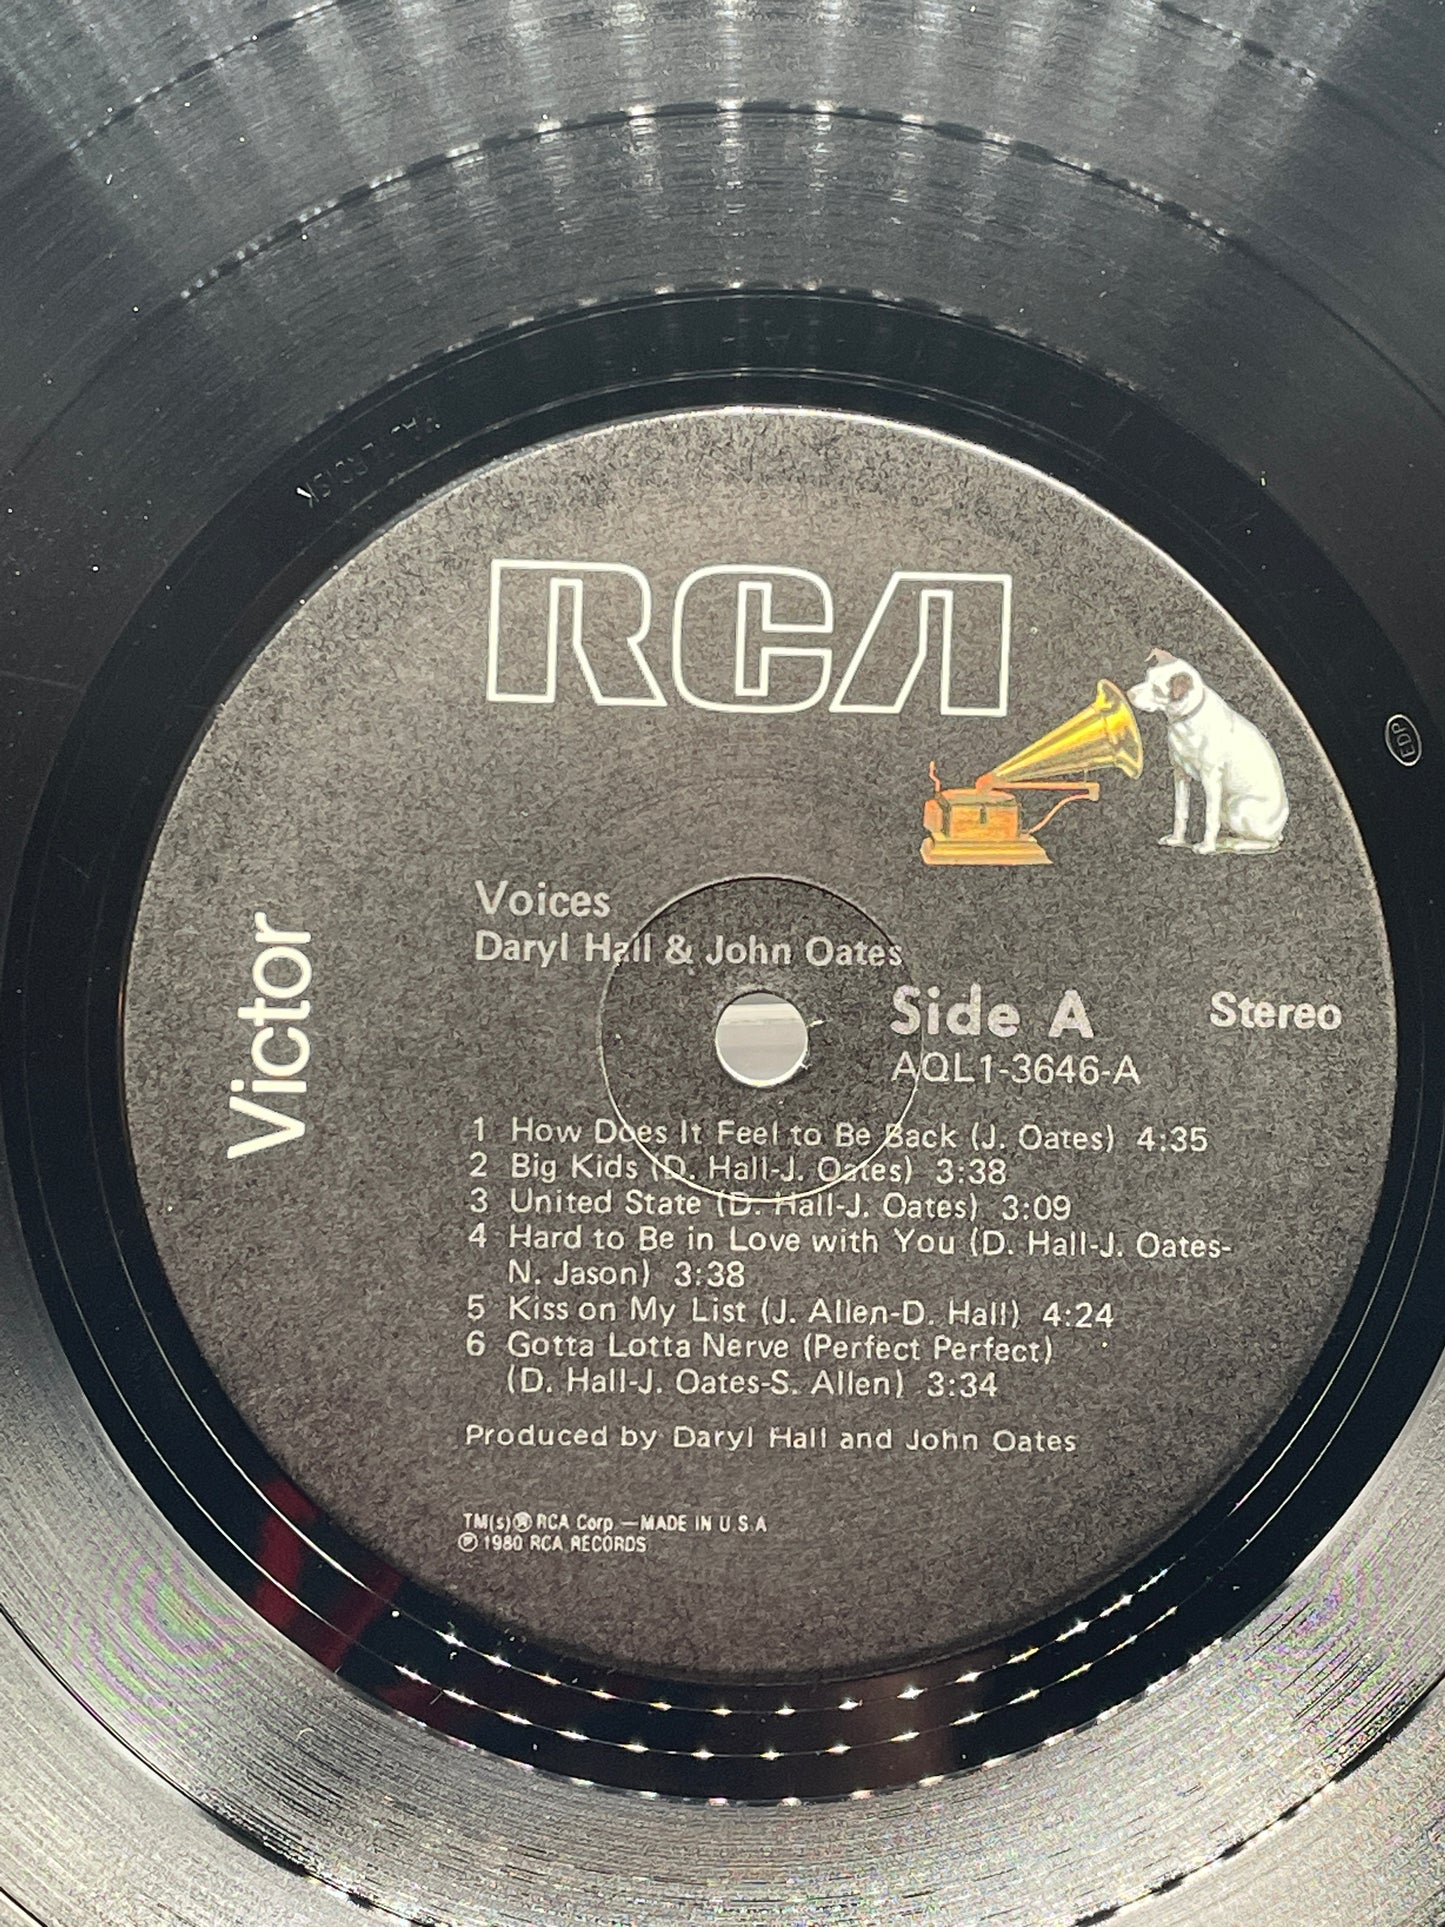 RCA
Victor
Voices
Daryl Hall & John Oates
Side A
Stereo
AQL1-3646-A
1 How Does It Feel to Be Back (J. Oates) 4:35
2 Big Kids (D. Hall-J. Oates) 3:38
3 United State (D. Hall-J. Oates) 3:09
4 Hard to Be in Love with You (D. Hall-J. Oates-
N. Jason) 3:38
5 Kiss on My List (J. Allen-D. Hall) 4:24
6 Gotta Lotta Nerve (Perfect Perfect)
(D. Hall-J. Oates-S. Allen) 3:34
Produced by Daryl Hall and John Oates
TM(s)® RCA Corp —MADE IN U.S.A
℗ 1980 RCA RECORDS
EDP